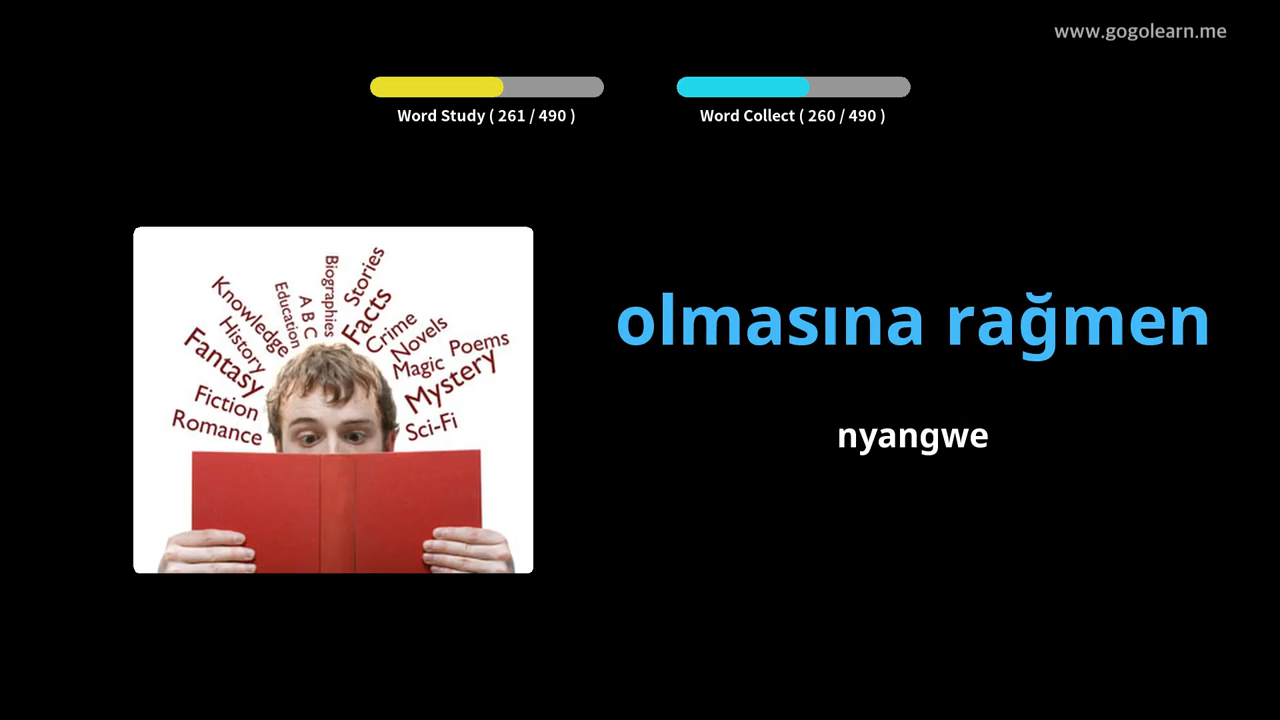 www.gogolearn.me
Word Study ( 261 / 490 )
Word Collect ( 260 / 490 )
Knowledge
History
Fantasy
Fiction
Romance
Education
A B C
Biographies
Stories
Facts
Crime
Novels
Magic
Poems
Mystery
Sci-Fi
olmasına rağmen
nyangwe